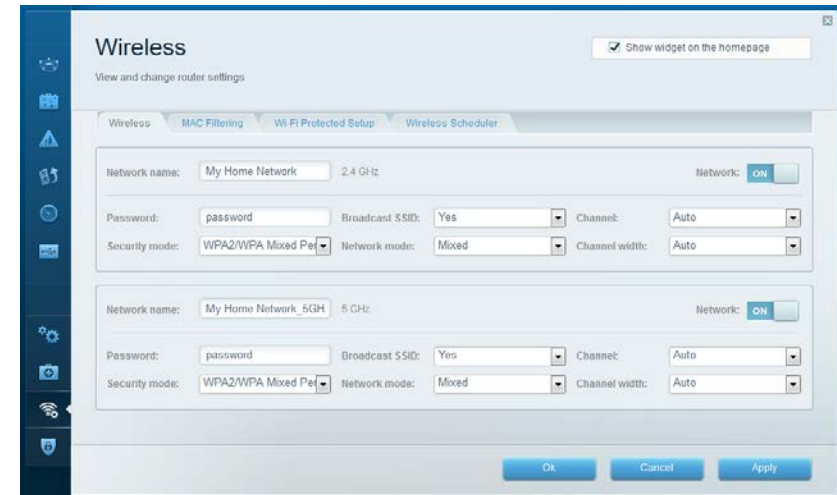 Wireless
Show widget on the homepage
View and change router settings
Wireless MAC Filtering Wi-Fi Protected Setup Wireless Scheduler
Network name: My Home Network 2.4 GHz Network: ON
Password: password Broadcast SSID: Yes Channel: Auto
Security mode: WPA2/WPA Mixed Per Network mode: Mixed Channel width: Auto
Network name: My Home Network_5GH 5 GHz Network: ON
Password: password Broadcast SSID: Yes Channel: Auto
Security mode: WPA2/WPA Mixed Per Network mode: Mixed Channel width: Auto
Ok Cancel Apply